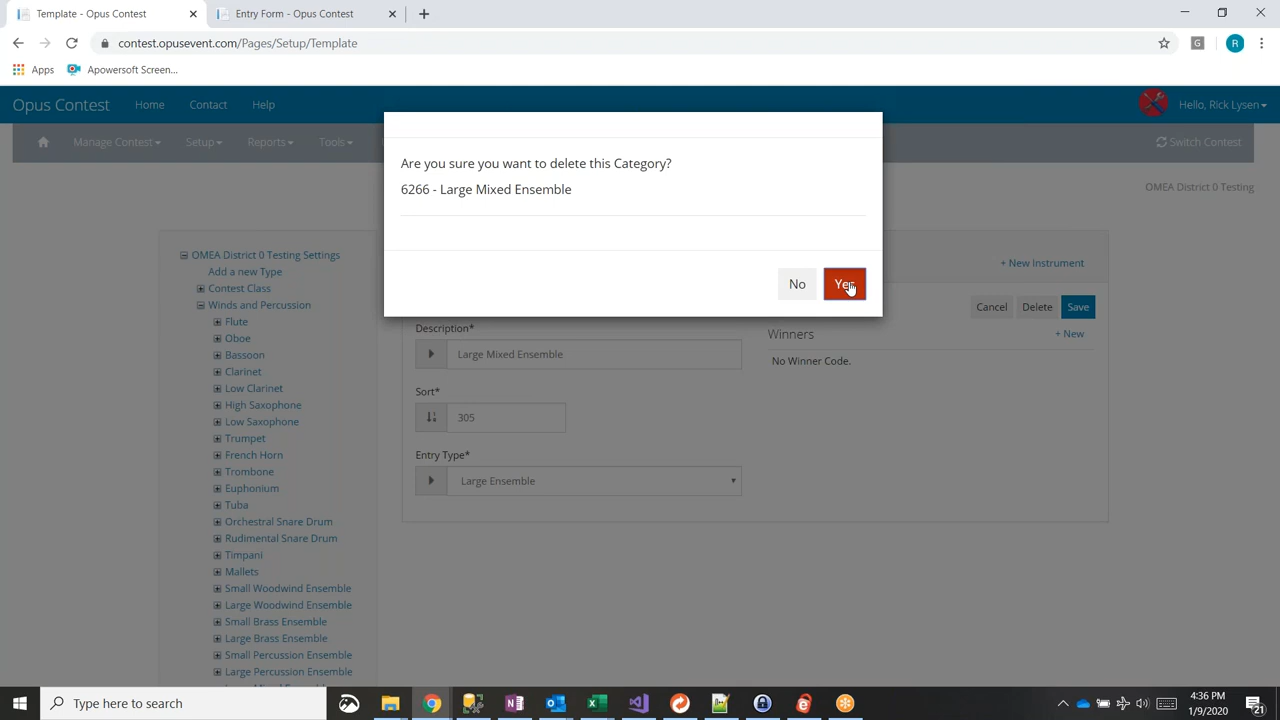 Template - Opus Contest
Entry Form - Opus Contest
contest.opusevent.com/Pages/Setup/Template
G
R
Apps
Apowersoft Screen...
Opus Contest
Home
Contact
Help
Hello, Rick Lysen
Manage Contest
Setup
Reports
Tools
Switch Contest
OMEA District 0 Testing
Are you sure you want to delete this Category?
6266 - Large Mixed Ensemble
No
Yes
OMEA District 0 Testing Settings
Add a new Type
Contest Class
Winds and Percussion
Flute
Oboe
Bassoon
Clarinet
Low Clarinet
High Saxophone
Low Saxophone
Trumpet
French Horn
Trombone
Euphonium
Tuba
Orchestral Snare Drum
Rudimental Snare Drum
Timpani
Mallets
Small Woodwind Ensemble
Large Woodwind Ensemble
Small Brass Ensemble
Large Brass Ensemble
Small Percussion Ensemble
Large Percussion Ensemble
+ New Instrument
Cancel
Delete
Save
Description*
Large Mixed Ensemble
Winners
+ New
No Winner Code.
Sort*
305
Entry Type*
Large Ensemble
Type here to search
4:36 PM
1/9/2020
21